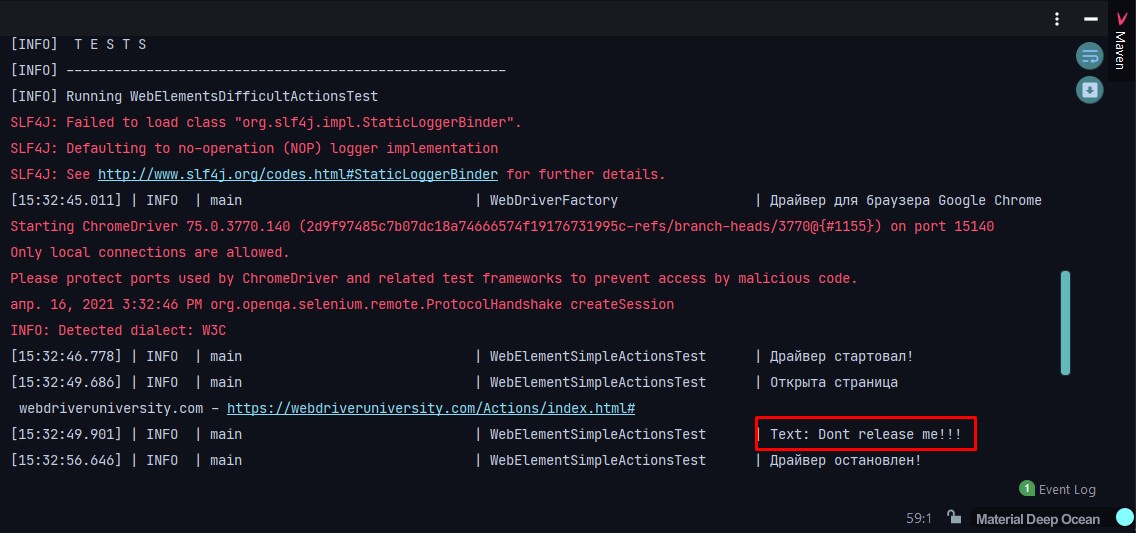 Maven
[INFO]  T E S T S
[INFO] -------------------------------------------------------
[INFO] Running WebElementsDifficultActionsTest
SLF4J: Failed to load class "org.slf4j.impl.StaticLoggerBinder".
SLF4J: Defaulting to no-operation (NOP) logger implementation
SLF4J: See http://www.slf4j.org/codes.html#StaticLoggerBinder for further details.
[15:32:45.011] | INFO  | main                             | WebDriverFactory                 | Драйвер для браузера Google Chrome
Starting ChromeDriver 75.0.3770.140 (2d9f97485c7b07dc18a74666574f19176731995c-refs/branch-heads/3770@{#1155}) on port 15140
Only local connections are allowed.
Please protect ports used by ChromeDriver and related test frameworks to prevent access by malicious code.
апр. 16, 2021 3:32:46 PM org.openqa.selenium.remote.ProtocolHandshake createSession
INFO: Detected dialect: W3C
[15:32:46.778] | INFO  | main                             | WebElementSimpleActionsTest      | Драйвер стартовал!
[15:32:49.686] | INFO  | main                             | WebElementSimpleActionsTest      | Открыта страница
webdriveruniversity.com – https://webdriveruniversity.com/Actions/index.html#
[15:32:49.901] | INFO  | main                             | WebElementSimpleActionsTest      | Text: Dont release me!!!
[15:32:56.646] | INFO  | main                             | WebElementSimpleActionsTest      | Драйвер остановлен!
1 Event Log
59:1 Material Deep Ocean